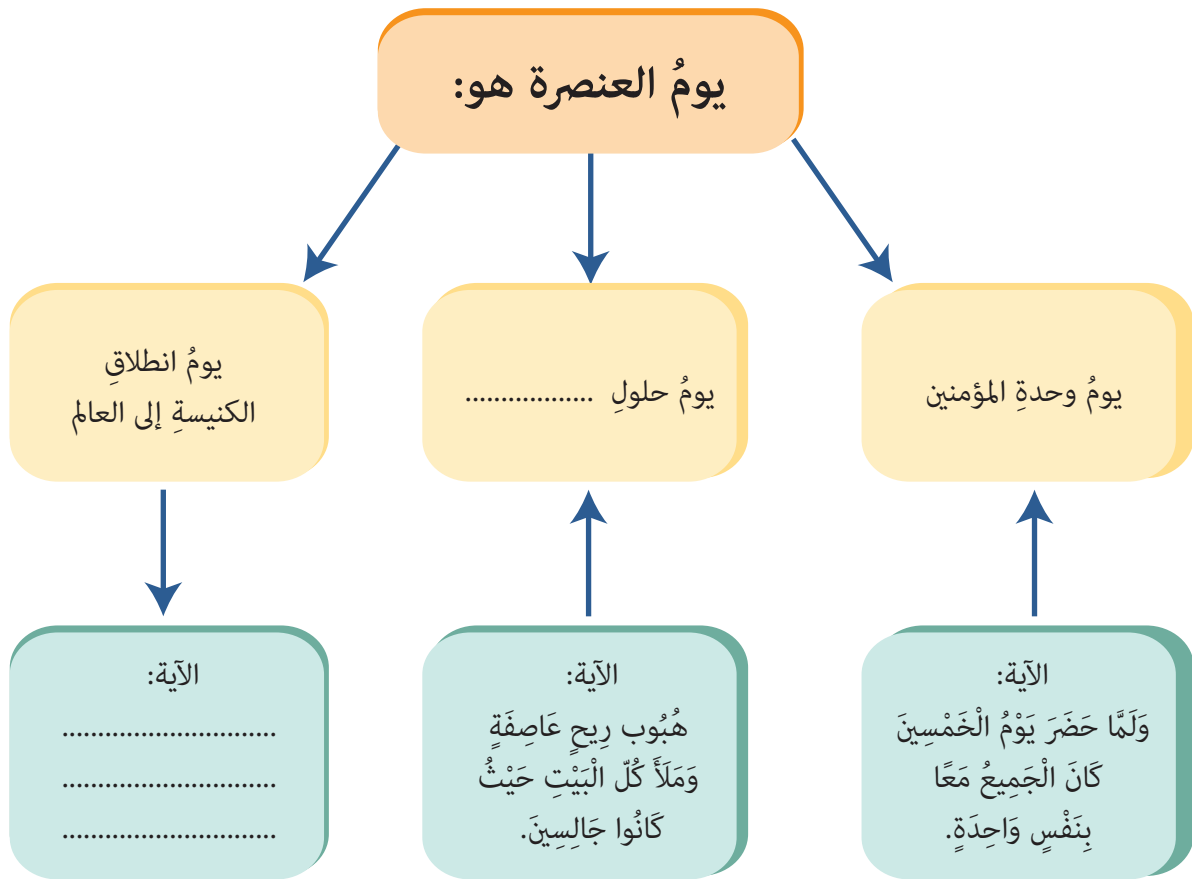 يومُ العنصرة هو:
يومُ وحدةِ المؤمنين
يومُ حلولِ ..................
يومُ انطلاقِ
الكنيسةِ إلى العالم
الآية:
وَلَمَّا حَضَرَ يَوْمُ الْخَمْسِينَ
كَانَ الْجَمِيعُ مَعًا
بِنَفْسٍ وَاحِدَةٍ.
الآية:
هُبُوب رِيحٍ عَاصِفَةٍ
وَمَلَأَ كُلّ الْبَيْتِ حَيْثُ
كَانُوا جَالِسِينَ.
الآية:
..............................
..............................
..............................